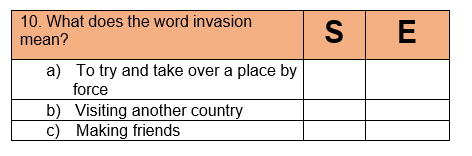 10. What does the word invasion
mean?
S E
a) To try and take over a place by
force
b) Visiting another country
c) Making friends